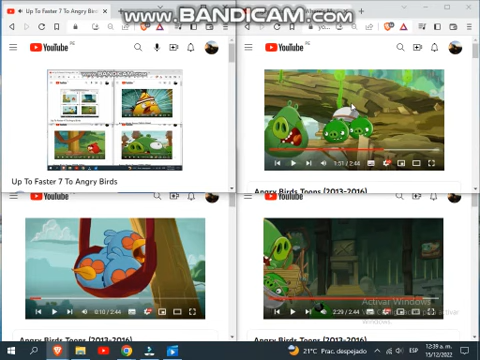 Up To Faster 7 To Angry Birds
www.BANDICAM.com
YouTube
PE
YouTube
PE
Up To Faster 7 To Angry Birds
1:51 / 2:44
Angry Birds Toons (2013-2016)
YouTube
YouTube
0:10 / 2:44
2:29 / 2:44
Activar Windows
Angry Birds Toons (2013-2016)
Angry Birds Toons (2013-2016)
21°C Prac. despejado
ESP
12:39 a. m.
15/12/2022